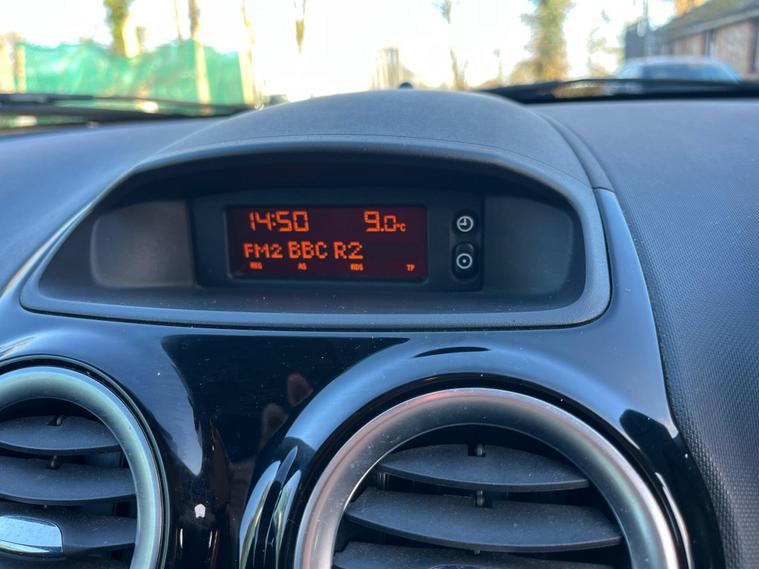 14:50 9.0°C
FM2 BBC R2
REG AS RDS TP